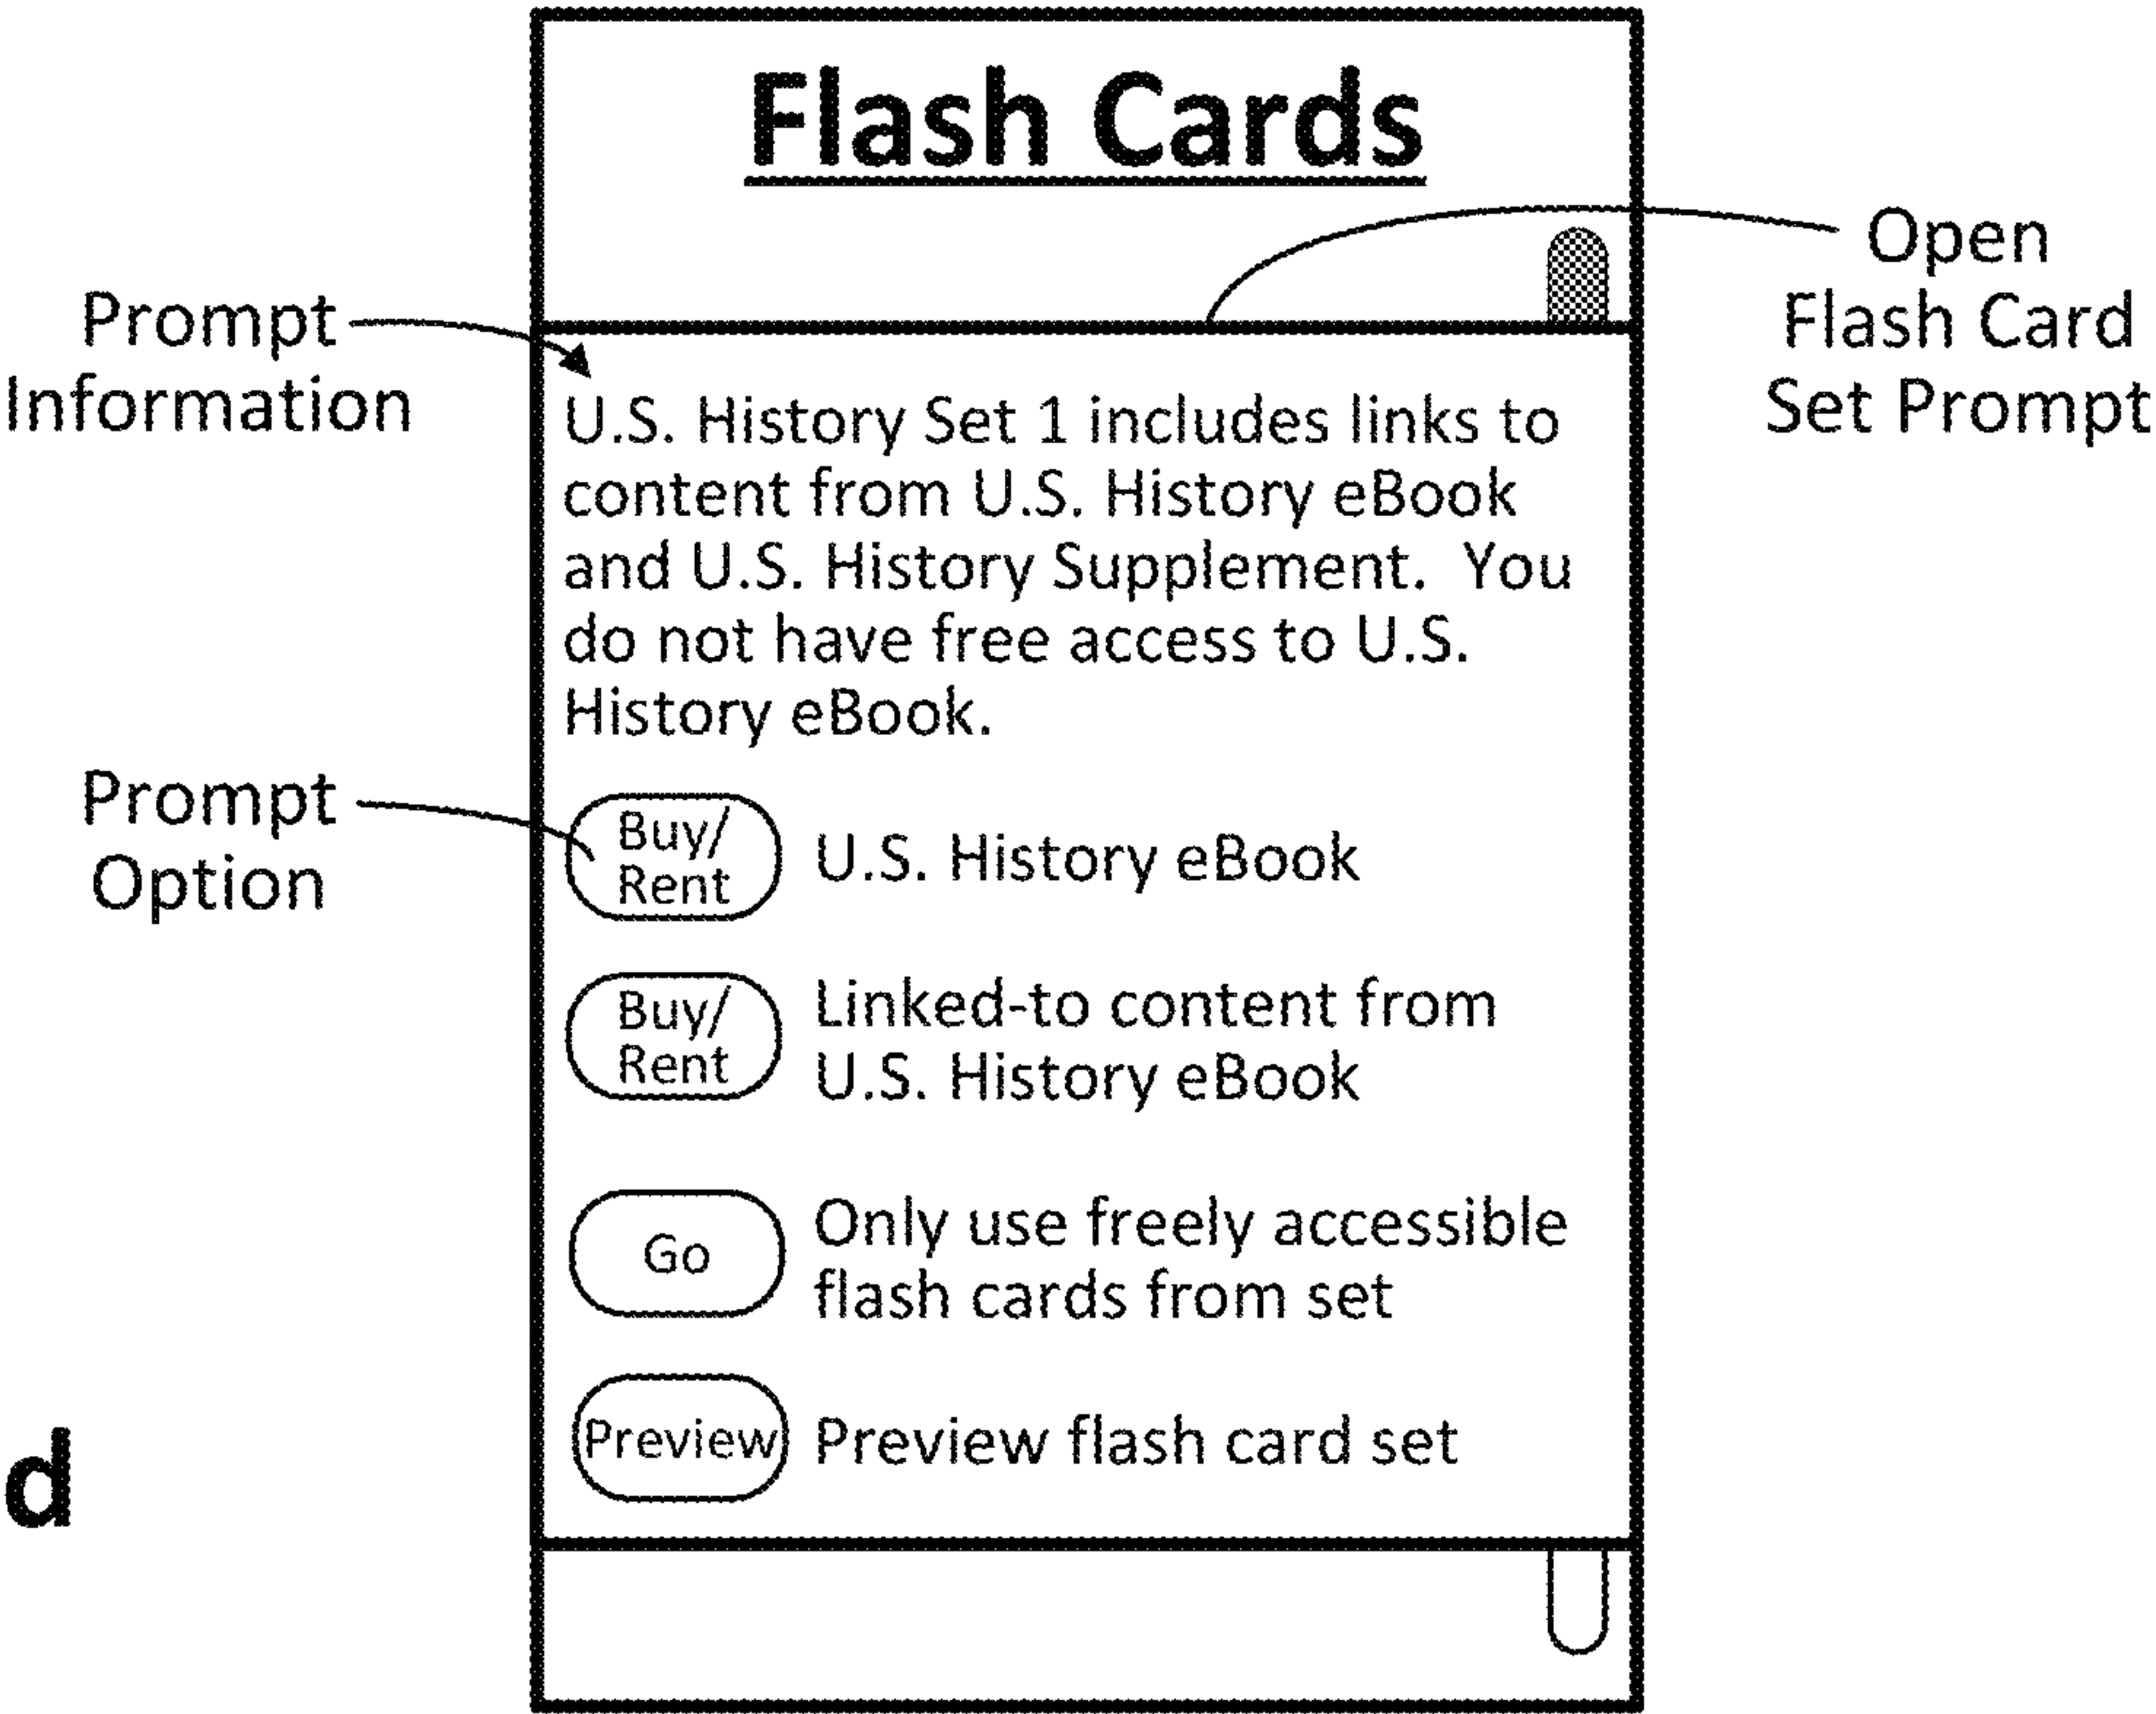 Flash Cards
Open
Flash Card
Set Prompt
Prompt
Information
U.S. History Set 1 includes links to
content from U.S. History eBook
and U.S. History Supplement.  You
do not have free access to U.S.
History eBook.
Prompt
Option
Buy/
Rent
U.S. History eBook
Buy/
Rent
Linked-to content from
U.S. History eBook
Go
Only use freely accessible
flash cards from set
Preview
Preview flash card set
d